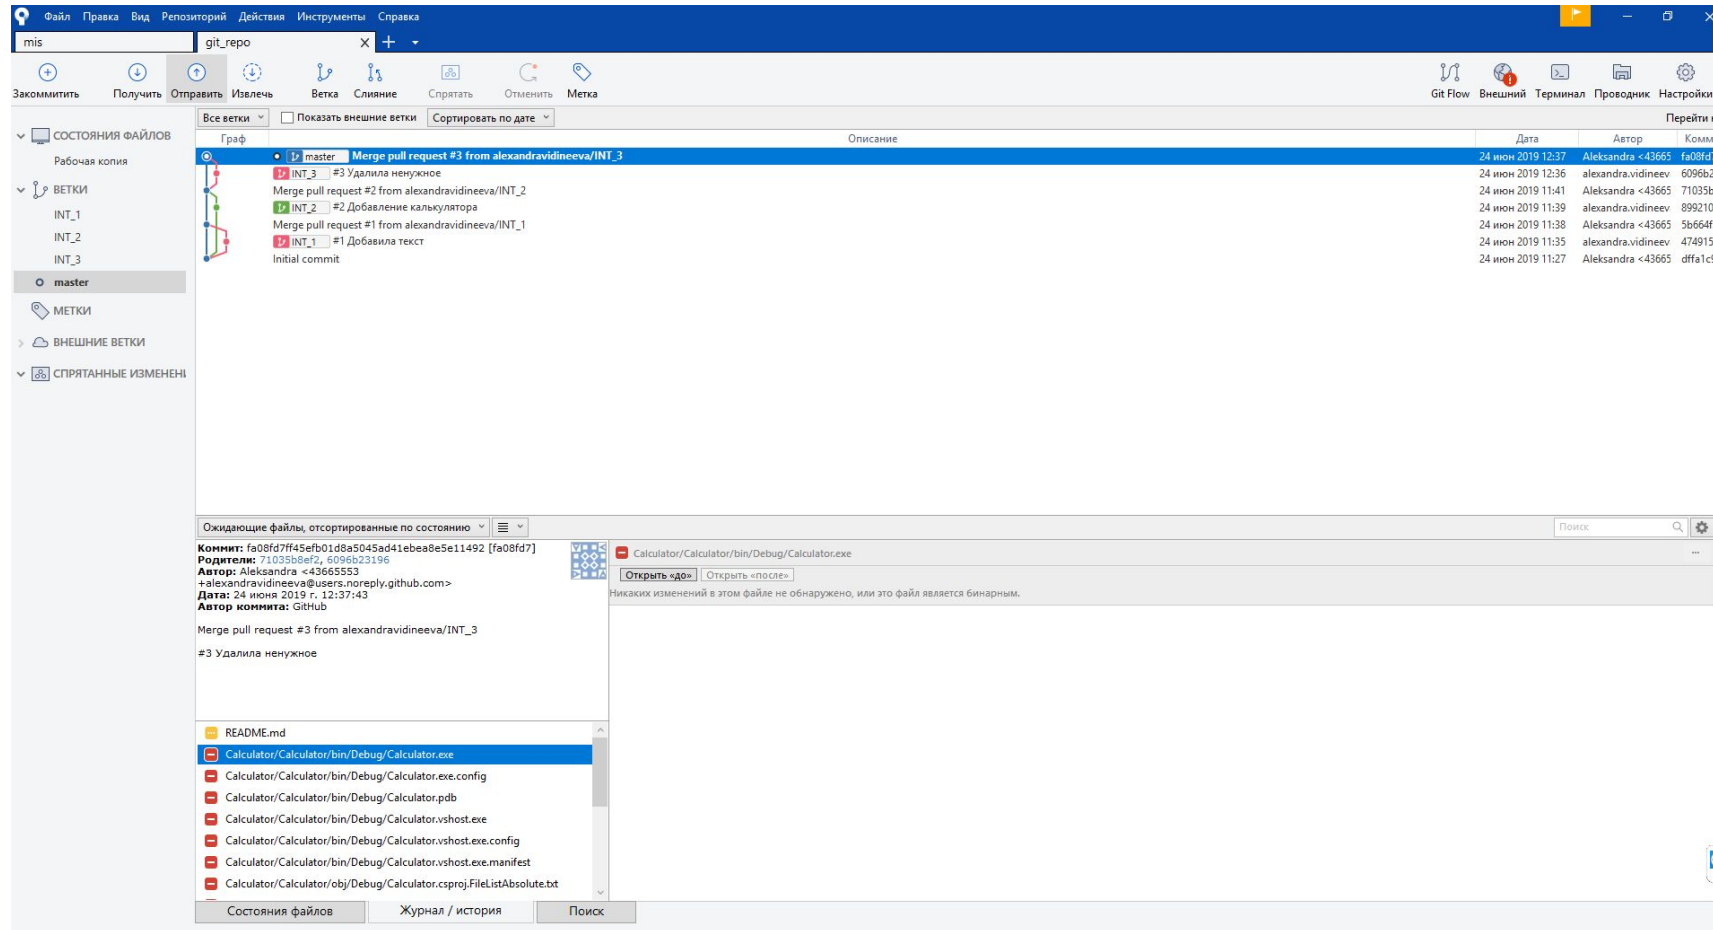 Файл Правка Вид Репозиторий Действия Инструменты Справка
mis git_repo
Закоммитить Получить Отправить Извлечь Ветка Слияние Спрятать Отменить Метка Git Flow Внешний Терминал Проводник Настройки
Все ветки Показать внешние ветки Сортировать по дате Перейти
СОСТОЯНИЯ ФАЙЛОВ
Рабочая копия
ВЕТКИ
INT_1
INT_2
INT_3
master
МЕТКИ
ВНЕШНИЕ ВЕТКИ
СПРЯТАННЫЕ ИЗМЕНЕН
Граф Описание Дата Автор Комм
master Merge pull request #3 from alexandravidineeva/INT_3 24 июн 2019 12:37 Aleksandra <43665 fa08fd
INT_3 #3 Удалила ненужное 24 июн 2019 12:36 alexandra.vidineev 6096b2
Merge pull request #2 from alexandravidineeva/INT_2 24 июн 2019 11:41 Aleksandra <43665 71035b
INT_2 #2 Добавление калькулятора 24 июн 2019 11:39 alexandra.vidineev 899210
Merge pull request #1 from alexandravidineeva/INT_1 24 июн 2019 11:38 Aleksandra <43665 5b664f
INT_1 #1 Добавила текст 24 июн 2019 11:35 alexandra.vidineev 474915
Initial commit 24 июн 2019 11:27 Aleksandra <43665 dffa1c
Ожидающие файлы, отсортированные по состоянию Поиск
Коммит: fa08fd7ff45efb01d8a5045ad41ebea8e5e11492 [fa08fd7]
Родители: 71035b8ef2, 6096b23196
Автор: Aleksandra <43665553
+alexandravidineeva@users.noreply.github.com>
Дата: 24 июня 2019 г. 12:37:43
Автор коммита: GitHub
Merge pull request #3 from alexandravidineeva/INT_3
#3 Удалила ненужное
Calculator/Calculator/bin/Debug/Calculator.exe
Открыть «до» Открыть «после»
Никаких изменений в этом файле не обнаружено, или это файл является бинарным.
README.md
Calculator/Calculator/bin/Debug/Calculator.exe
Calculator/Calculator/bin/Debug/Calculator.exe.config
Calculator/Calculator/bin/Debug/Calculator.pdb
Calculator/Calculator/bin/Debug/Calculator.vshost.exe
Calculator/Calculator/bin/Debug/Calculator.vshost.exe.config
Calculator/Calculator/bin/Debug/Calculator.vshost.exe.manifest
Calculator/Calculator/obj/Debug/Calculator.csproj.FileListAbsolute.txt
Состояния файлов Журнал / история Поиск